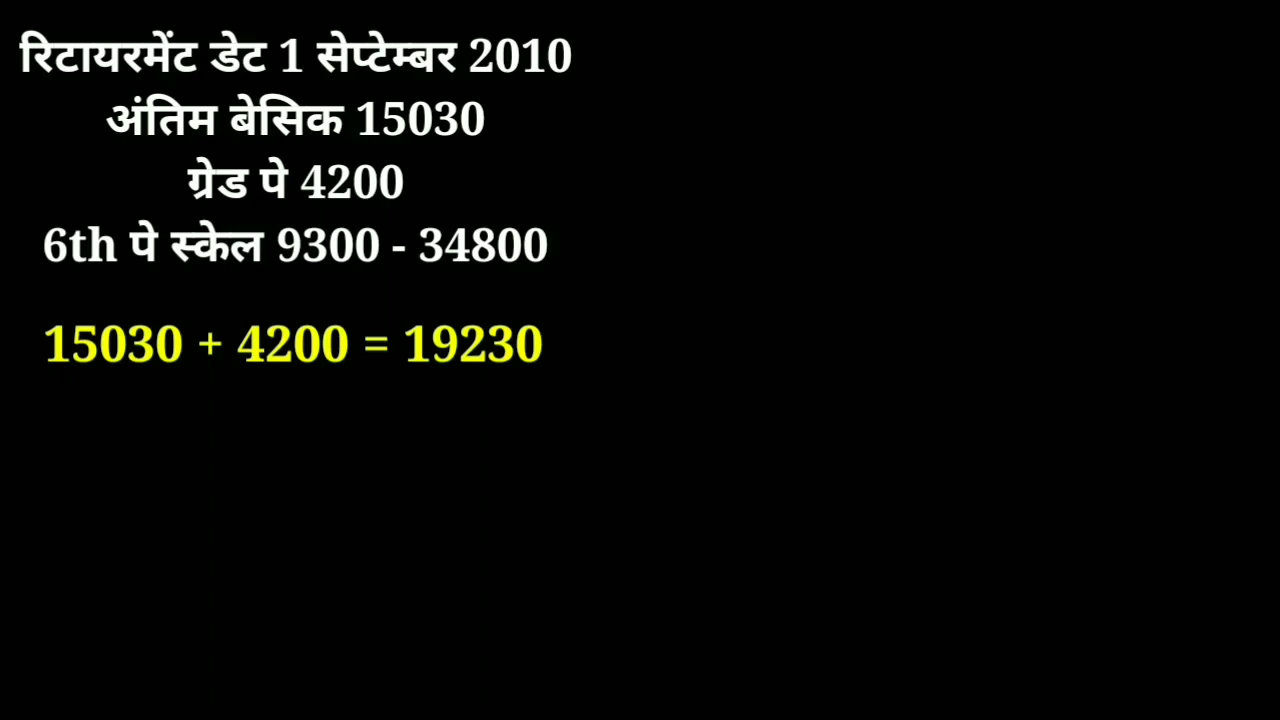 रिटायरमेंट डेट 1 सेप्टेम्बर 2010
अंतिम बेसिक 15030
ग्रेड पे 4200
6th पे स्केल 9300 - 34800
15030 + 4200 = 19230